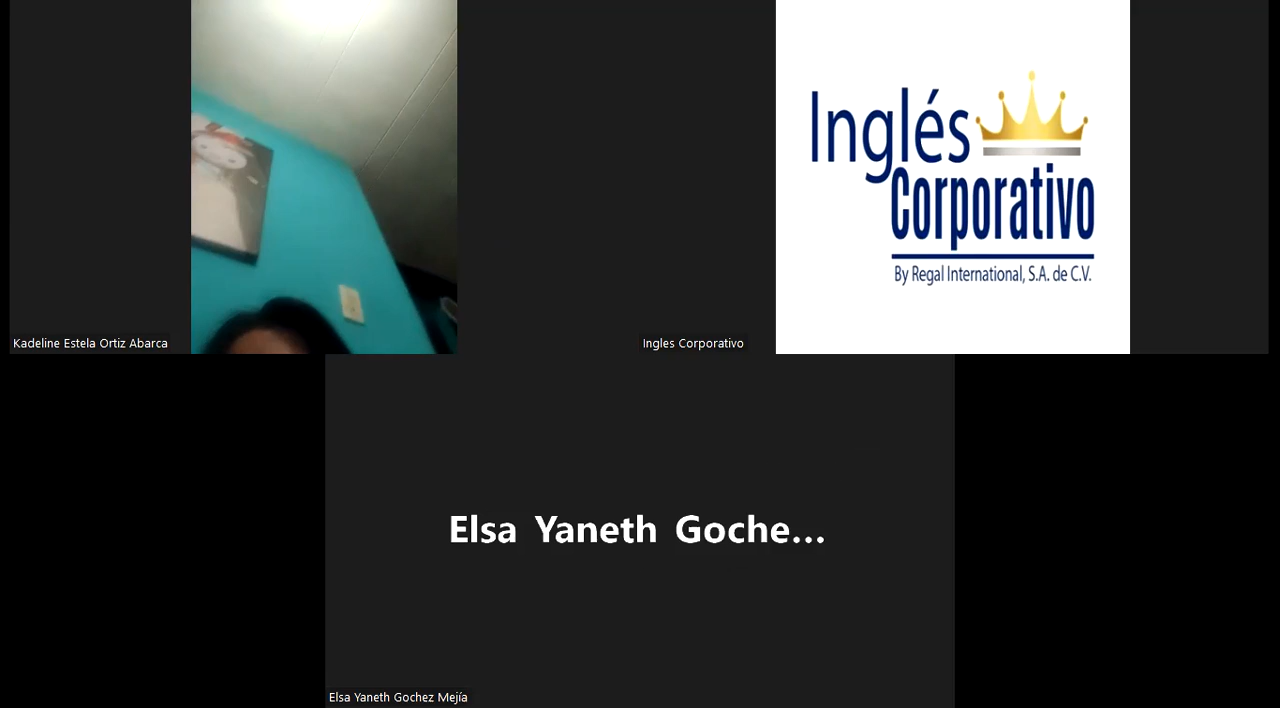 Inglés
Corporativo
By Regal International, S.A. de C.V.
Kadeline Estela Ortiz Abarca
Ingles Corporativo
Elsa Yaneth Goche...
Elsa Yaneth Gochez Mejía